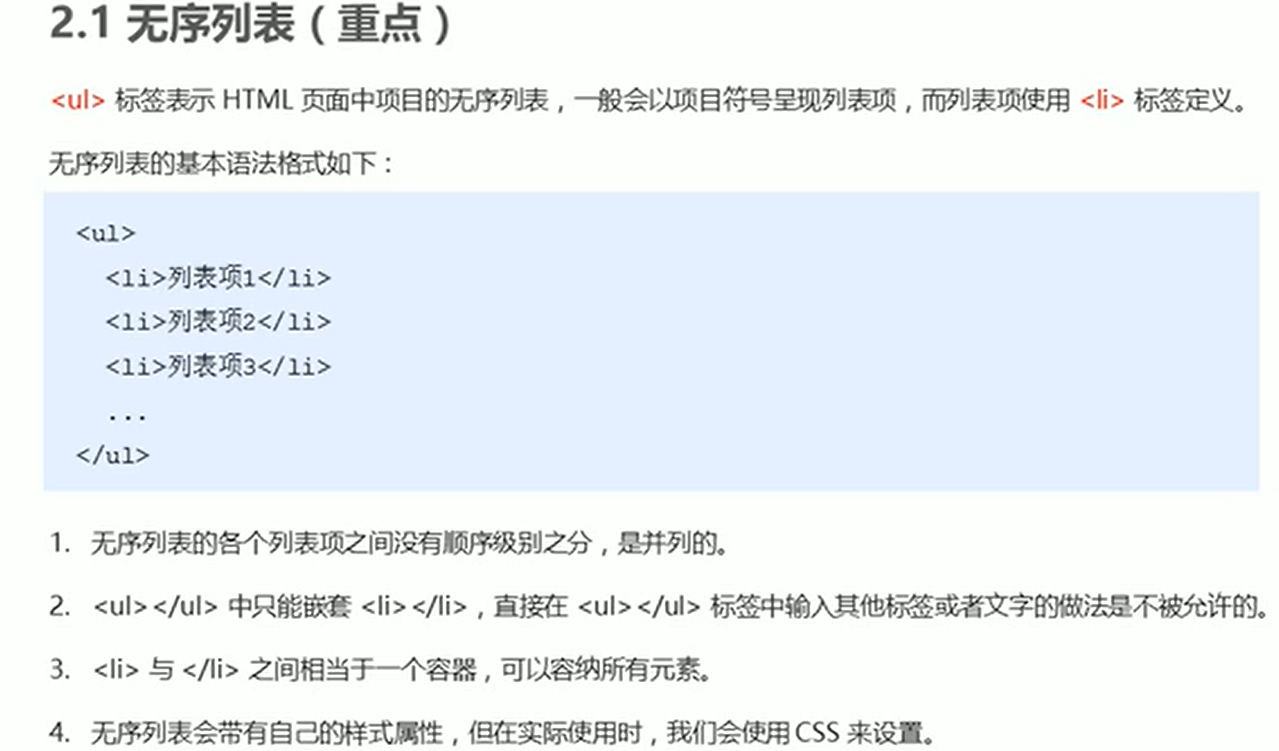 2.1 无序列表（重点）
<ul> 标签表示 HTML 页面中项目的无序列表，一般会以项目符号呈现列表项，而列表项使用 <li> 标签定义。
无序列表的基本语法格式如下：
<ul>
<li>列表项1</li>
<li>列表项2</li>
<li>列表项3</li>
...
</ul>
1. 无序列表的各个列表项之间没有顺序级别之分，是并列的。
2. <ul></ul> 中只能嵌套 <li></li>，直接在 <ul></ul> 标签中输入其他标签或者文字的做法是不被允许的。
3. <li> 与 </li> 之间相当于一个容器，可以容纳所有元素。
4. 无序列表会带有自己的样式属性，但在实际使用时，我们会使用 CSS 来设置。